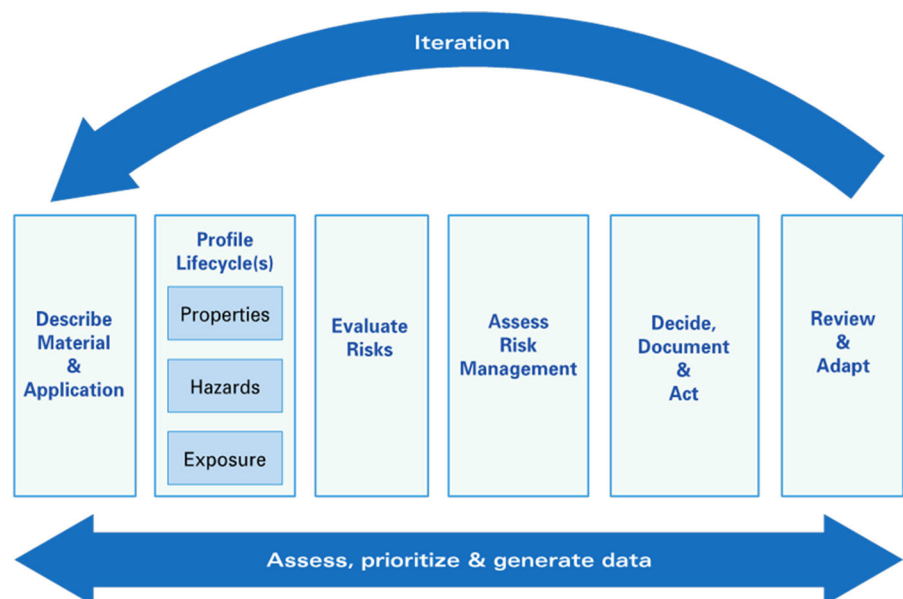 Iteration
Describe
Material
&
Application
Profile
Lifecycle(s)
Properties
Hazards
Exposure
Evaluate
Risks
Assess
Risk
Management
Decide,
Document
&
Act
Review
&
Adapt
Assess, prioritize & generate data